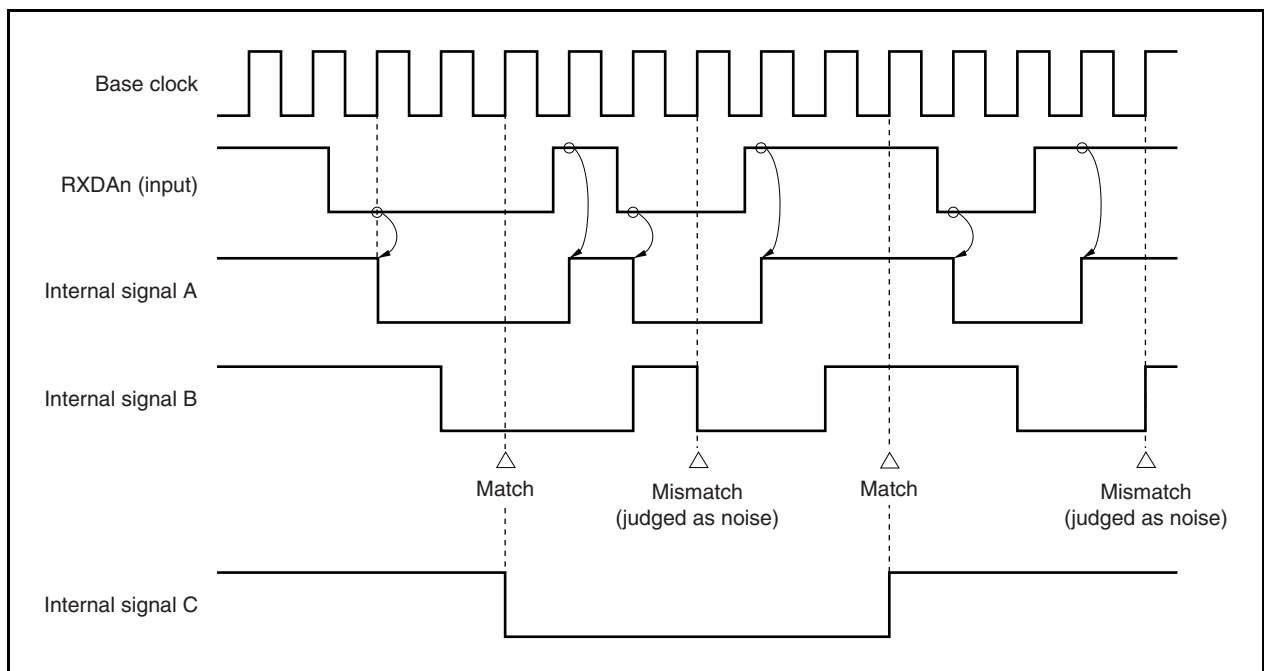 Base clock
RXDAn (input)
Internal signal A
Internal signal B
Match
Mismatch
(judged as noise)
Match
Mismatch
(judged as noise)
Internal signal C